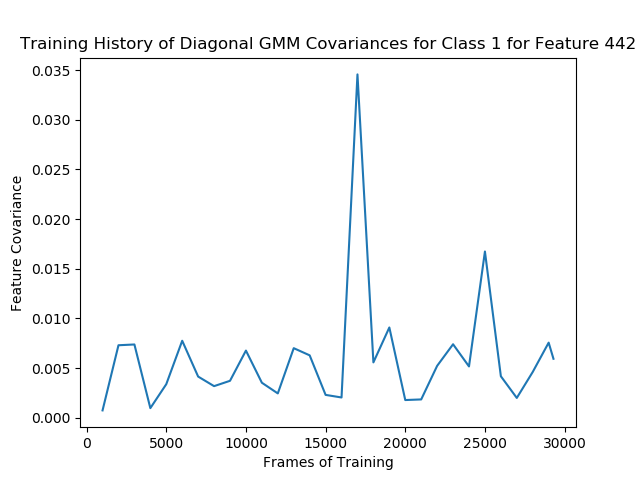 Training History of Diagonal GMM Covariances for Class 1 for Feature 442
0.035
0.030
0.025
0.020
0.015
0.010
0.005
0.000
Feature Covariance
0 5000 10000 15000 20000 25000 30000
Frames of Training